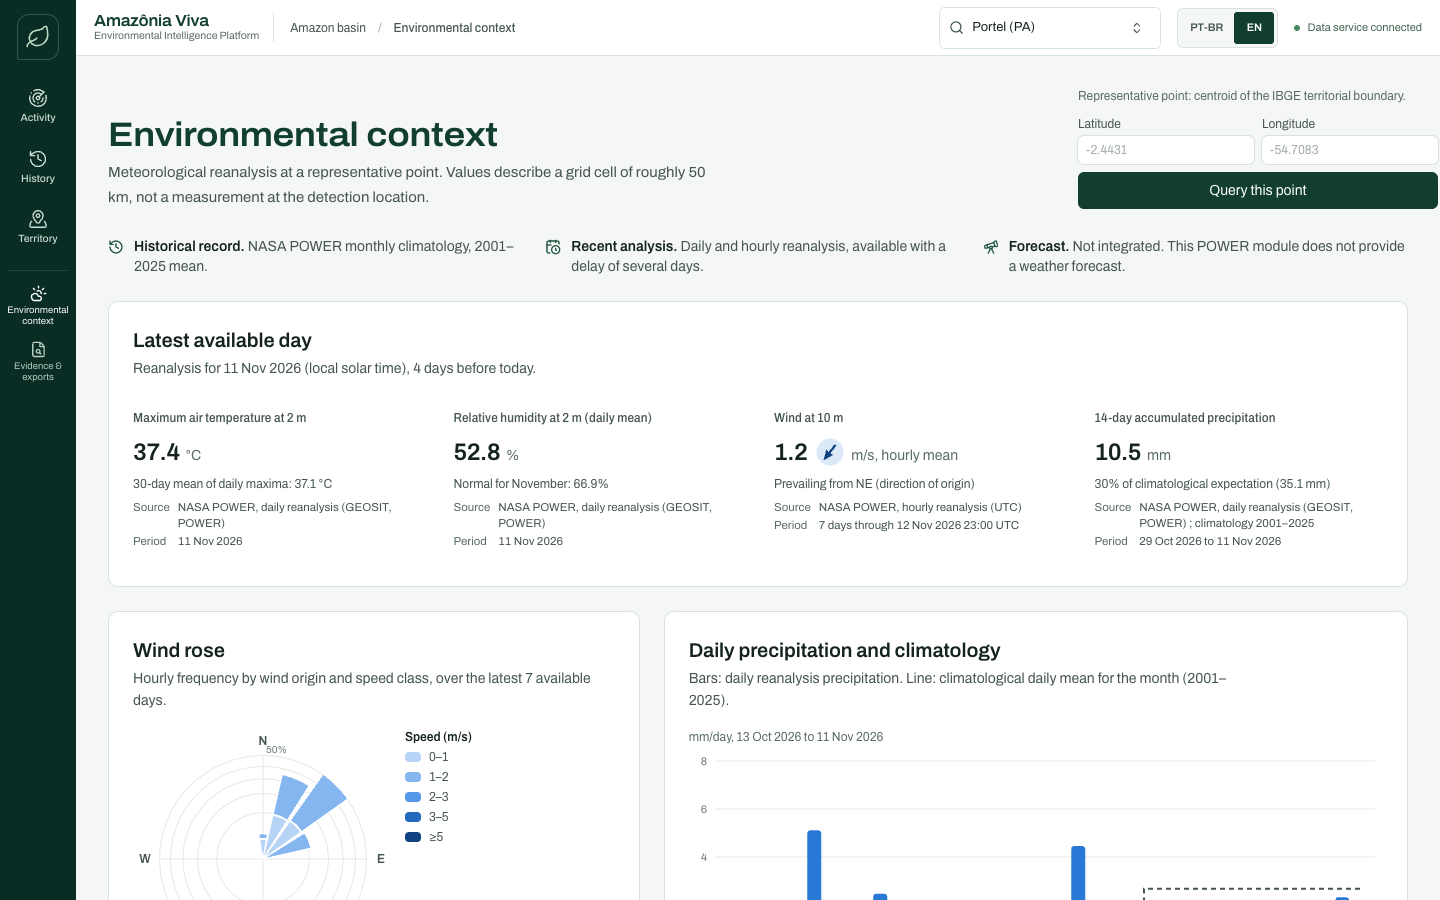 Amazônia Viva
Environmental Intelligence Platform
Amazon basin / Environmental context
Portel (PA)
PT-BR EN
Data service connected
Activity
History
Territory
Environmental
context
Evidence &
exports
Environmental context
Meteorological reanalysis at a representative point. Values describe a grid cell of roughly 50
km, not a measurement at the detection location.
Representative point: centroid of the IBGE territorial boundary.
Latitude Longitude
-2.4431 -54.7083
Query this point
Historical record. NASA POWER monthly climatology, 2001–
2025 mean.
Recent analysis. Daily and hourly reanalysis, available with a
delay of several days.
Forecast. Not integrated. This POWER module does not provide
a weather forecast.
Latest available day
Reanalysis for 11 Nov 2026 (local solar time), 4 days before today.
Maximum air temperature at 2 m
37.4 °C
30-day mean of daily maxima: 37.1 °C
Source NASA POWER, daily reanalysis (GEOSIT,
POWER)
Period 11 Nov 2026
Relative humidity at 2 m (daily mean)
52.8 %
Normal for November: 66.9%
Source NASA POWER, daily reanalysis (GEOSIT,
POWER)
Period 11 Nov 2026
Wind at 10 m
1.2 m/s, hourly mean
Prevailing from NE (direction of origin)
Source NASA POWER, hourly reanalysis (UTC)
Period 7 days through 12 Nov 2026 23:00 UTC
14-day accumulated precipitation
10.5 mm
30% of climatological expectation (35.1 mm)
Source NASA POWER, daily reanalysis (GEOSIT,
POWER) ; climatology 2001–2025
Period 29 Oct 2026 to 11 Nov 2026
Wind rose
Hourly frequency by wind origin and speed class, over the latest 7 available
days.
N
50%
W
E
Speed (m/s)
0–1
1–2
2–3
3–5
≥5
Daily precipitation and climatology
Bars: daily reanalysis precipitation. Line: climatological daily mean for the month (2001–
2025).
mm/day, 13 Oct 2026 to 11 Nov 2026
8
6
4